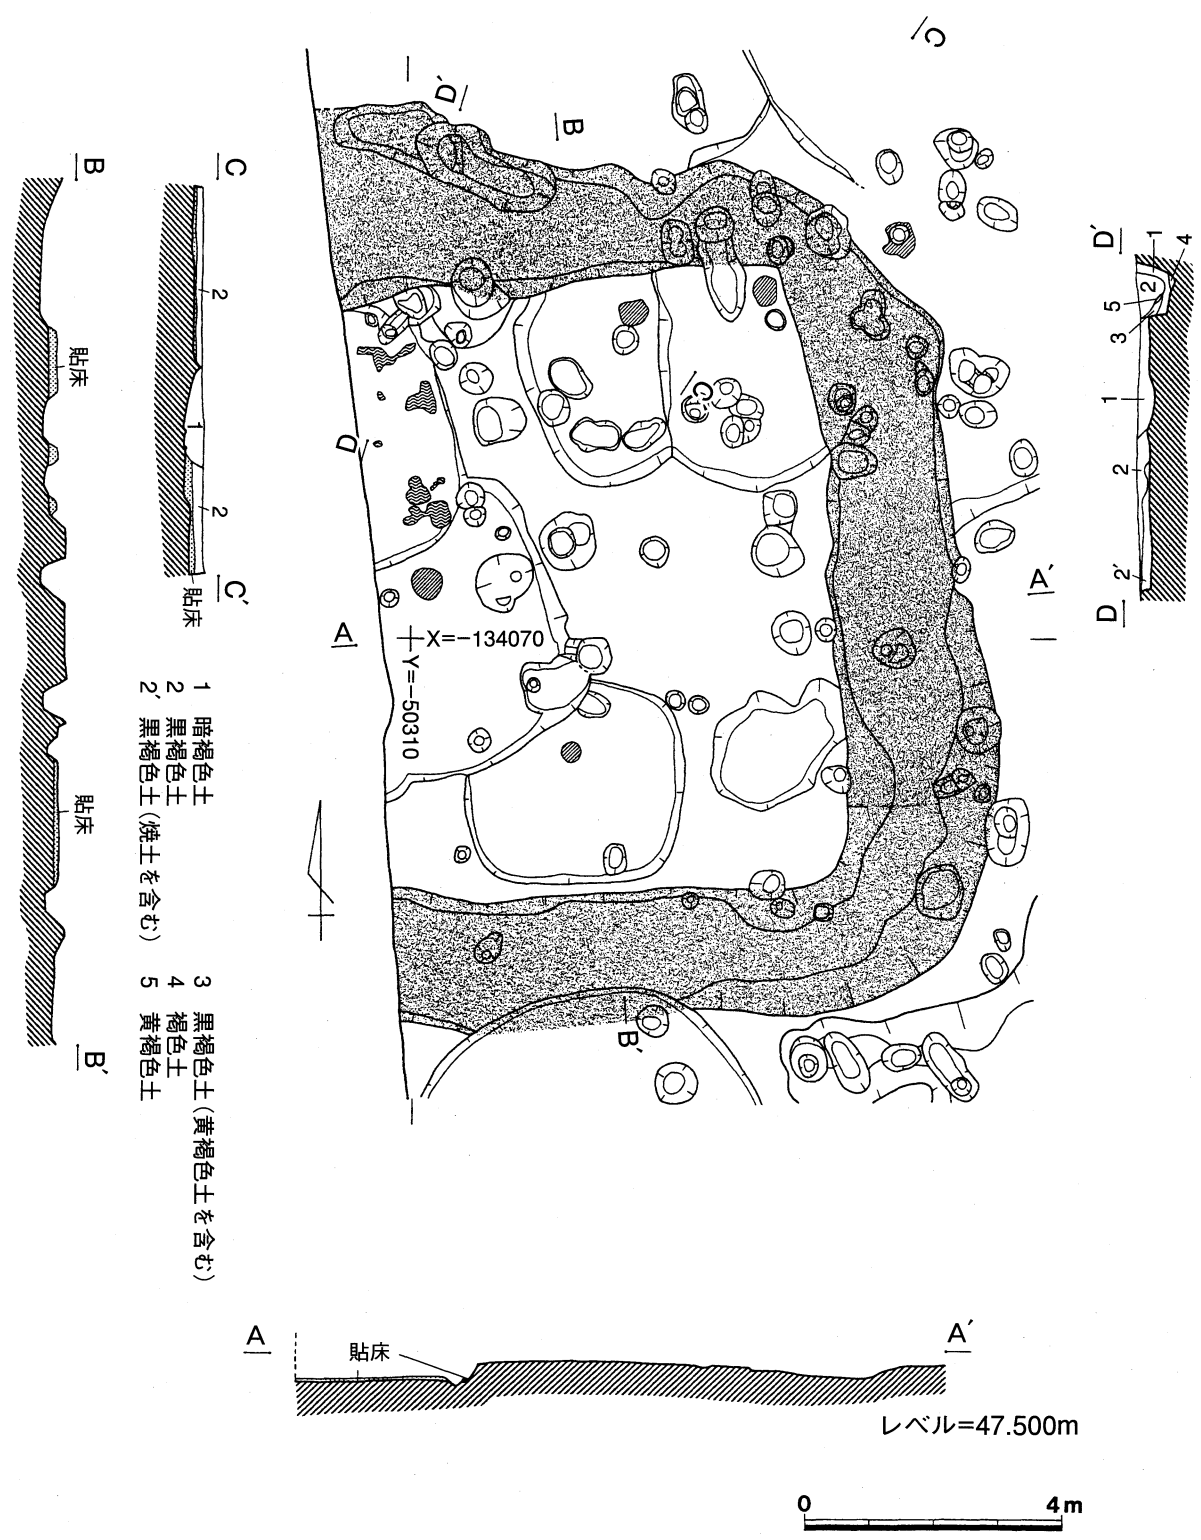 C
D′
B
B
C
D′
1
4
2
5
3
1
2
2′
D
2
貼床
1
2
C′
貼床
C′
D
A′
A
X=−134070
Y=−50310
貼床
1 暗褐色土
2 黒褐色土
2′ 黒褐色土(焼土を含む)
3 黒褐色土(黄褐色土を含む)
4 褐色土
5 黄褐色土
B′
B′
A
A′
貼床
レベル=47.500m
0 4m